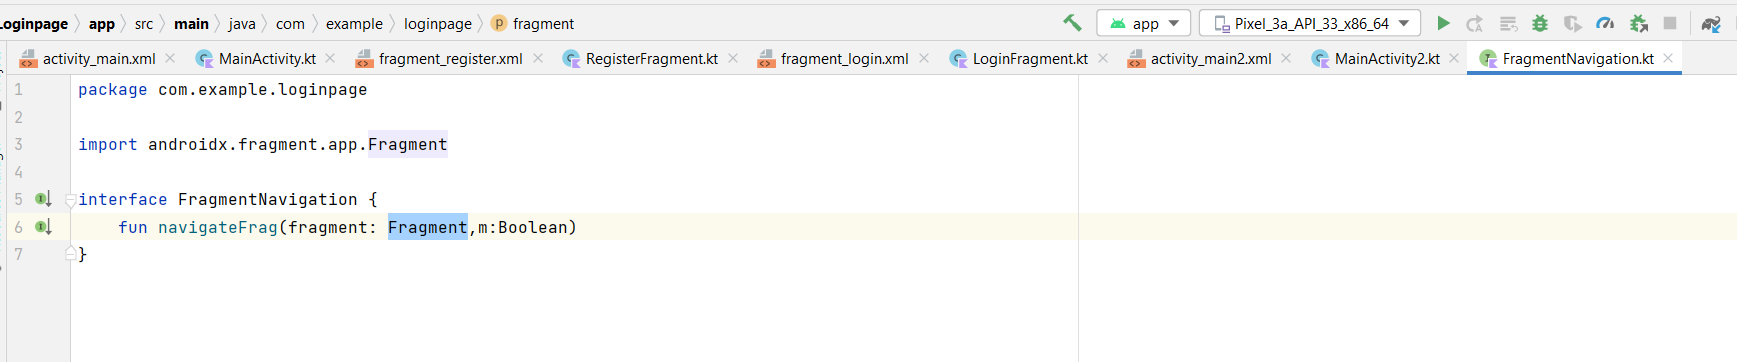 Loginpage app src main java com example loginpage fragment app Pixel_3a_API_33_x86_64
activity_main.xml MainActivity.kt fragment_register.xml RegisterFragment.kt fragment_login.xml LoginFragment.kt activity_main2.xml MainActivity2.kt FragmentNavigation.kt
1 package com.example.loginpage
2
3 import androidx.fragment.app.Fragment
4
5 interface FragmentNavigation {
6 fun navigateFrag(fragment: Fragment,m:Boolean)
7 }